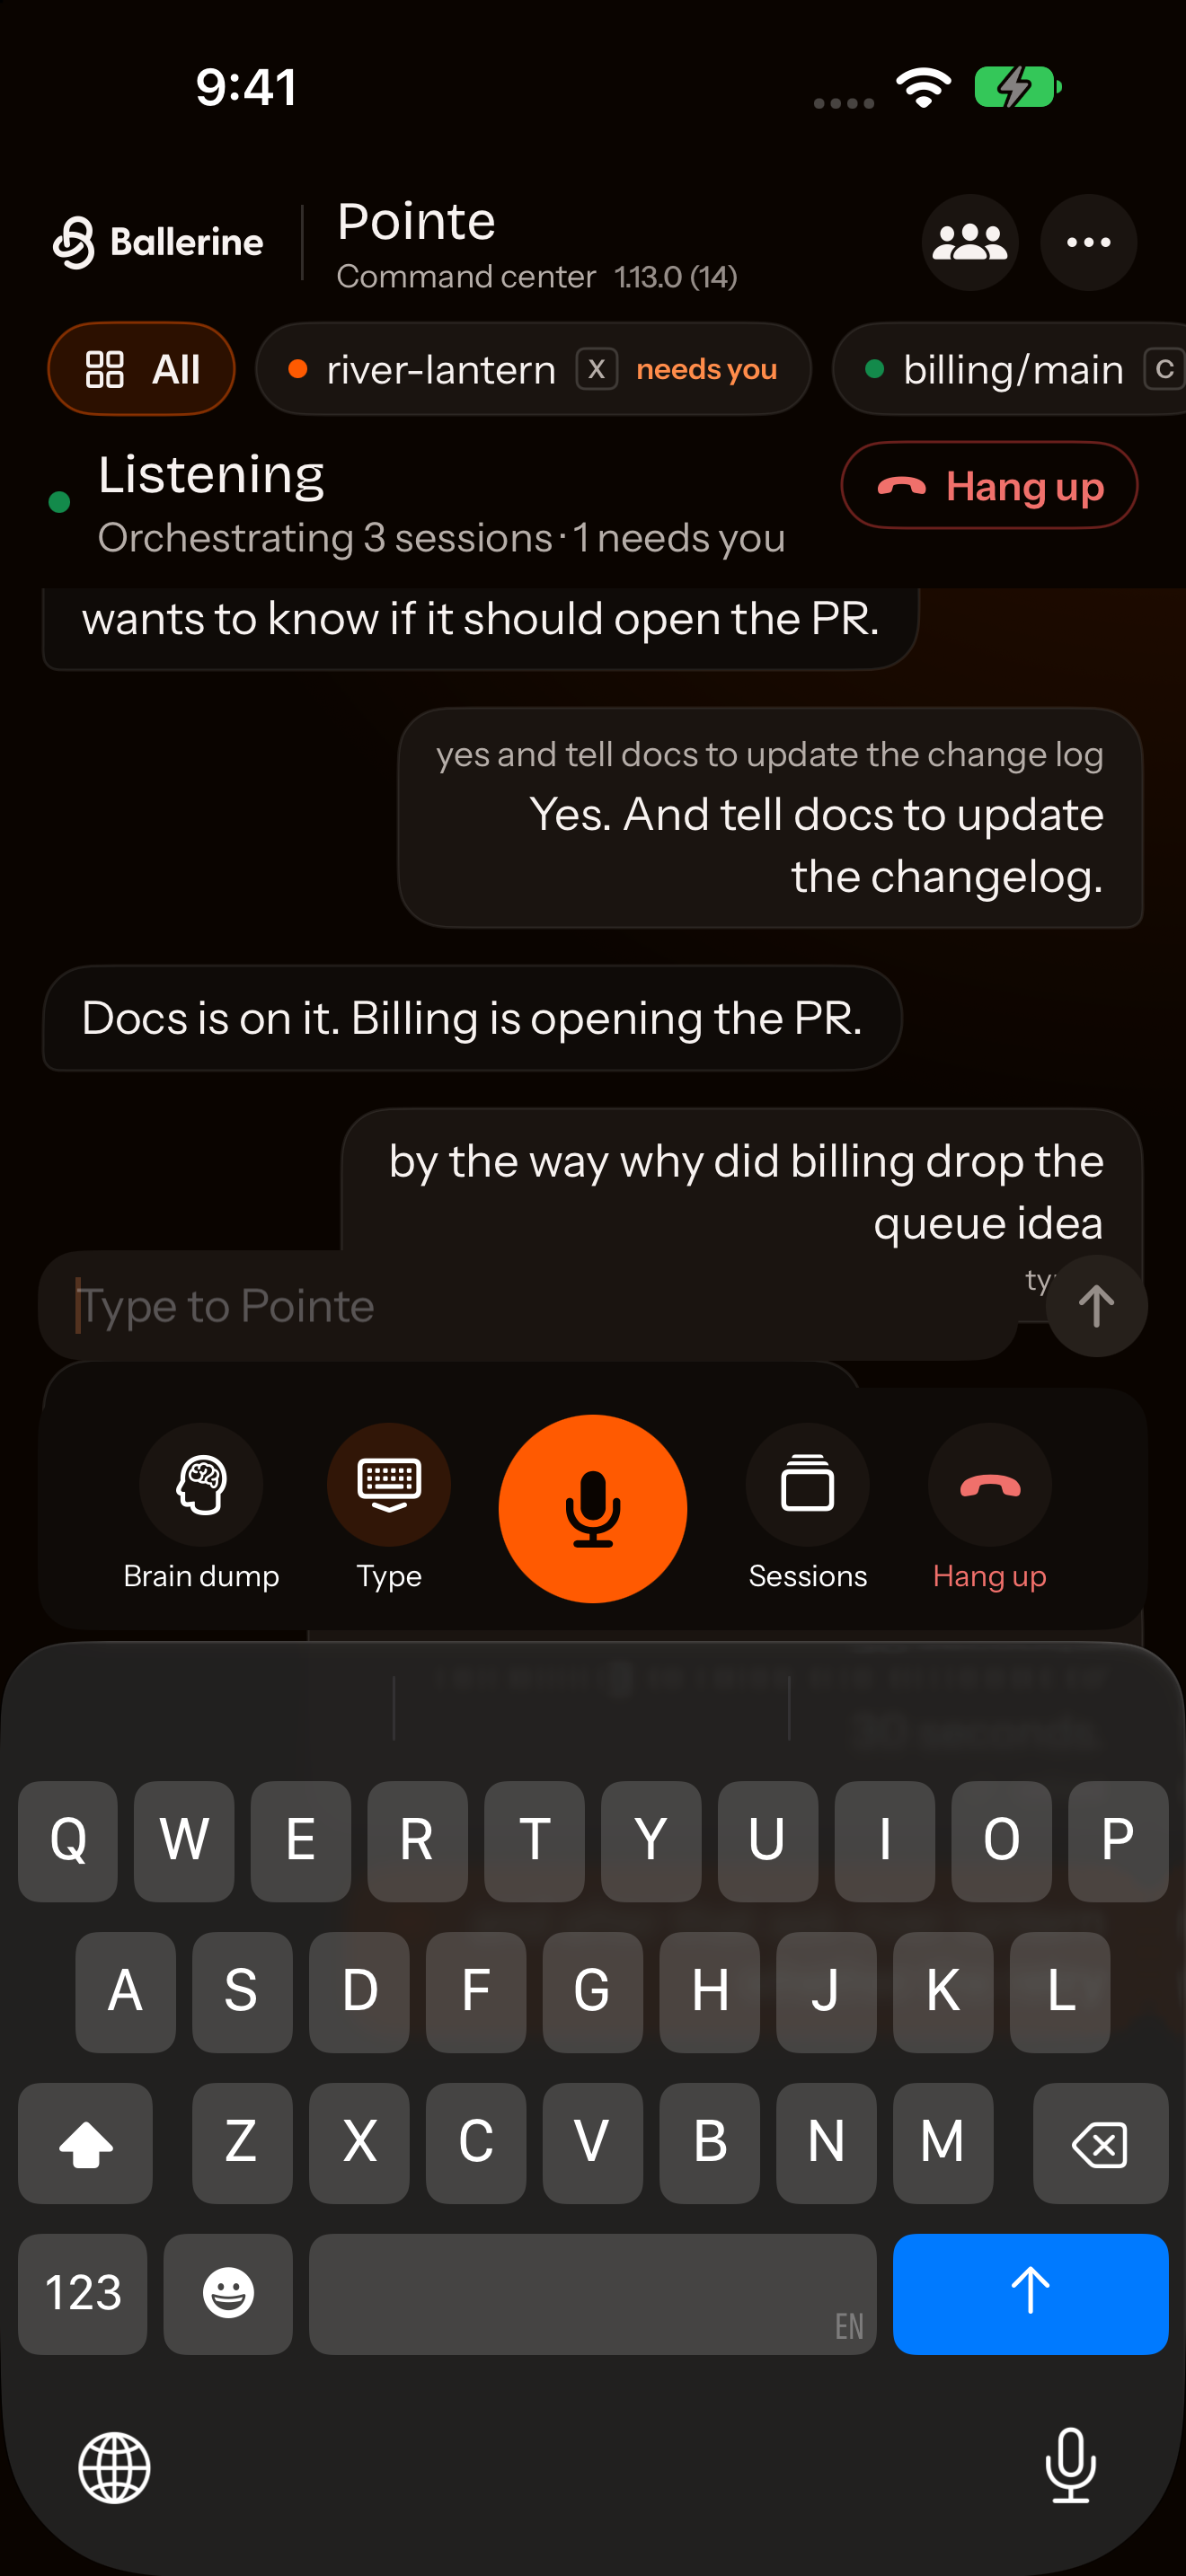 9:41
Ballerine
Pointe
Command center 1.13.0 (14)
All
river-lantern X needs you
billing/main C
Listening
Orchestrating 3 sessions · 1 needs you
Hang up
wants to know if it should open the PR.
yes and tell docs to update the change log
Yes. And tell docs to update
the changelog.
Docs is on it. Billing is opening the PR.
by the way why did billing drop the
queue idea
Type to Pointe
Brain dump
Type
Sessions
Hang up
30 seconds.
Q W E R T Y U I O P
A S D F G H J K L
Z X C V B N M
123
EN